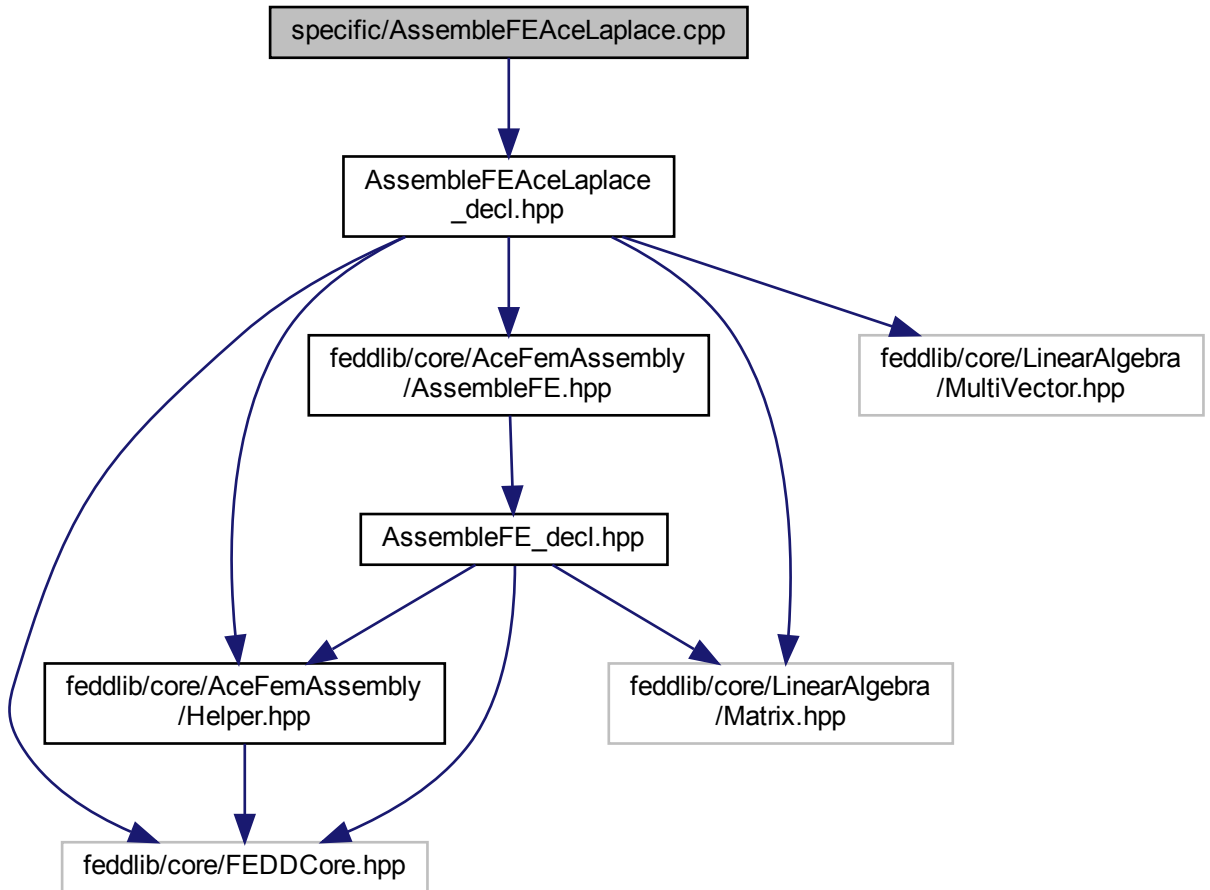 specific/AssembleFEAceLaplace.cpp
AssembleFEAceLaplace
_decl.hpp
feddlib/core/AceFemAssembly
/AssembleFE.hpp
feddlib/core/LinearAlgebra
/MultiVector.hpp
AssembleFE_decl.hpp
feddlib/core/AceFemAssembly
/Helper.hpp
feddlib/core/LinearAlgebra
/Matrix.hpp
feddlib/core/FEDDCore.hpp